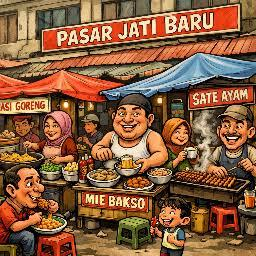 PASAR JATI BARU
ASI GORENG
SATE AYAM
MIE BAKSO